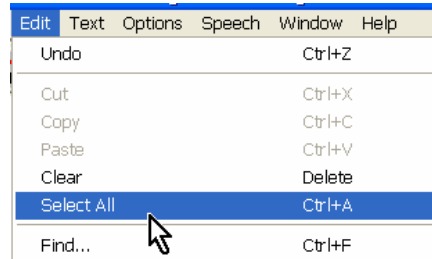 Edit Text Options Speech Window Help
Undo Ctrl+Z
Cut Ctrl+X
Copy Ctrl+C
Paste Ctrl+V
Clear Delete
Select All Ctrl+A
Find... Ctrl+F